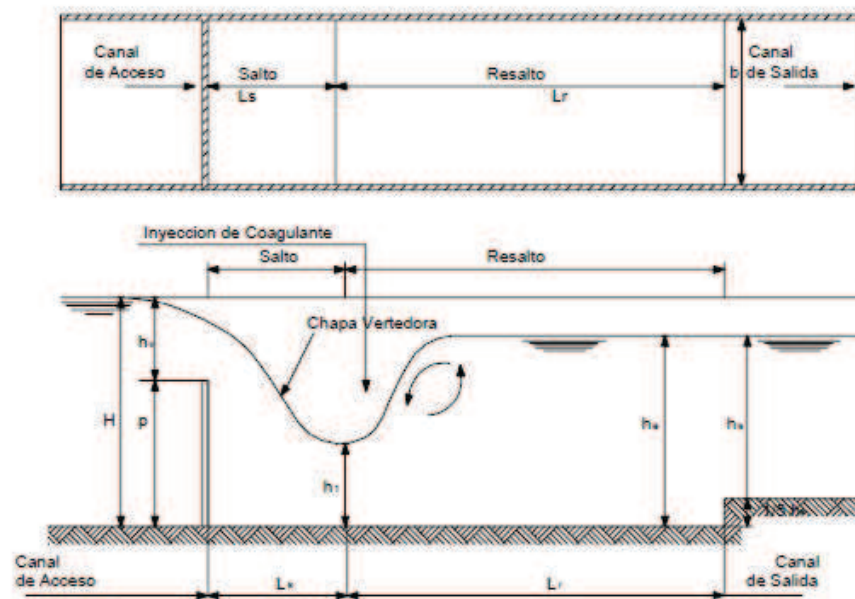 Canal
de Acceso
Salto
Ls
Resalto
Lr
b
Canal
de Salida
Inyeccion de Coagulante
Salto
Resalto
Chapa Vertedora
H
p
h₁
Canal
de Acceso
Lr
Canal
de Salida